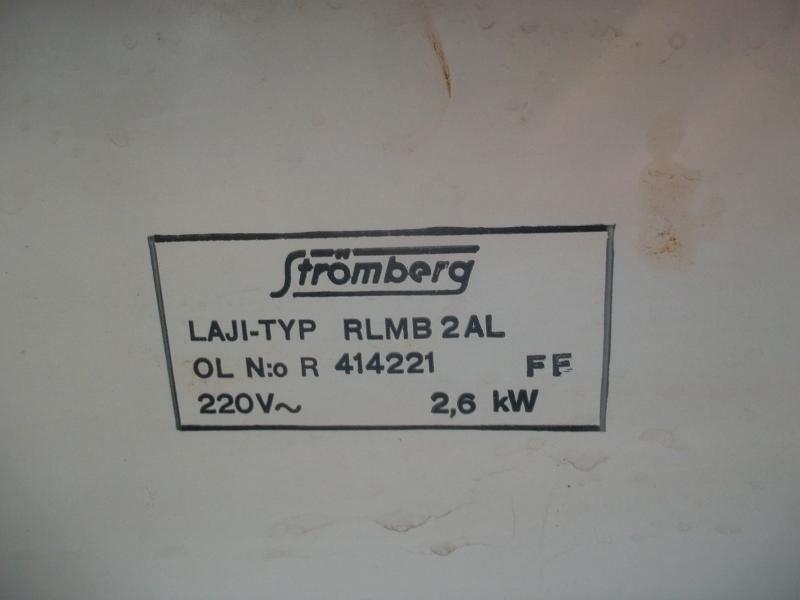 Strömberg
LAJI-TYP RLMB 2AL
OL N:o R 414221 FF
220V~ 2,6 kW